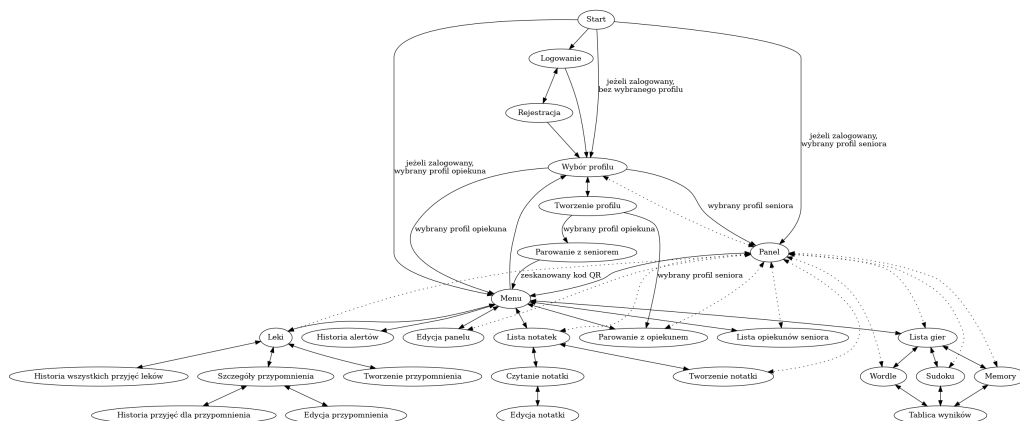 Start
Logowanie
jeżeli zalogowany,
bez wybranego profilu
Rejestracja
jeżeli zalogowany,
wybrany profil seniora
jeżeli zalogowany,
wybrany profil opiekuna
Wybór profilu
Tworzenie profilu
wybrany profil seniora
wybrany profil opiekuna
wybrany profil opiekuna
Parowanie z seniorem
Panel
zeskanowany kod QR
wybrany profil seniora
Menu
Leki
Historia alertów
Edycja panelu
Lista notatek
Parowanie z opiekunem
Lista opiekunów seniora
Lista gier
Historia wszystkich przyjęć leków
Szczegóły przypomnienia
Tworzenie przypomnienia
Czytanie notatki
Tworzenie notatki
Wordle
Sudoku
Memory
Historia przyjęć dla przypomnienia
Edycja przypomnienia
Edycja notatki
Tablica wyników